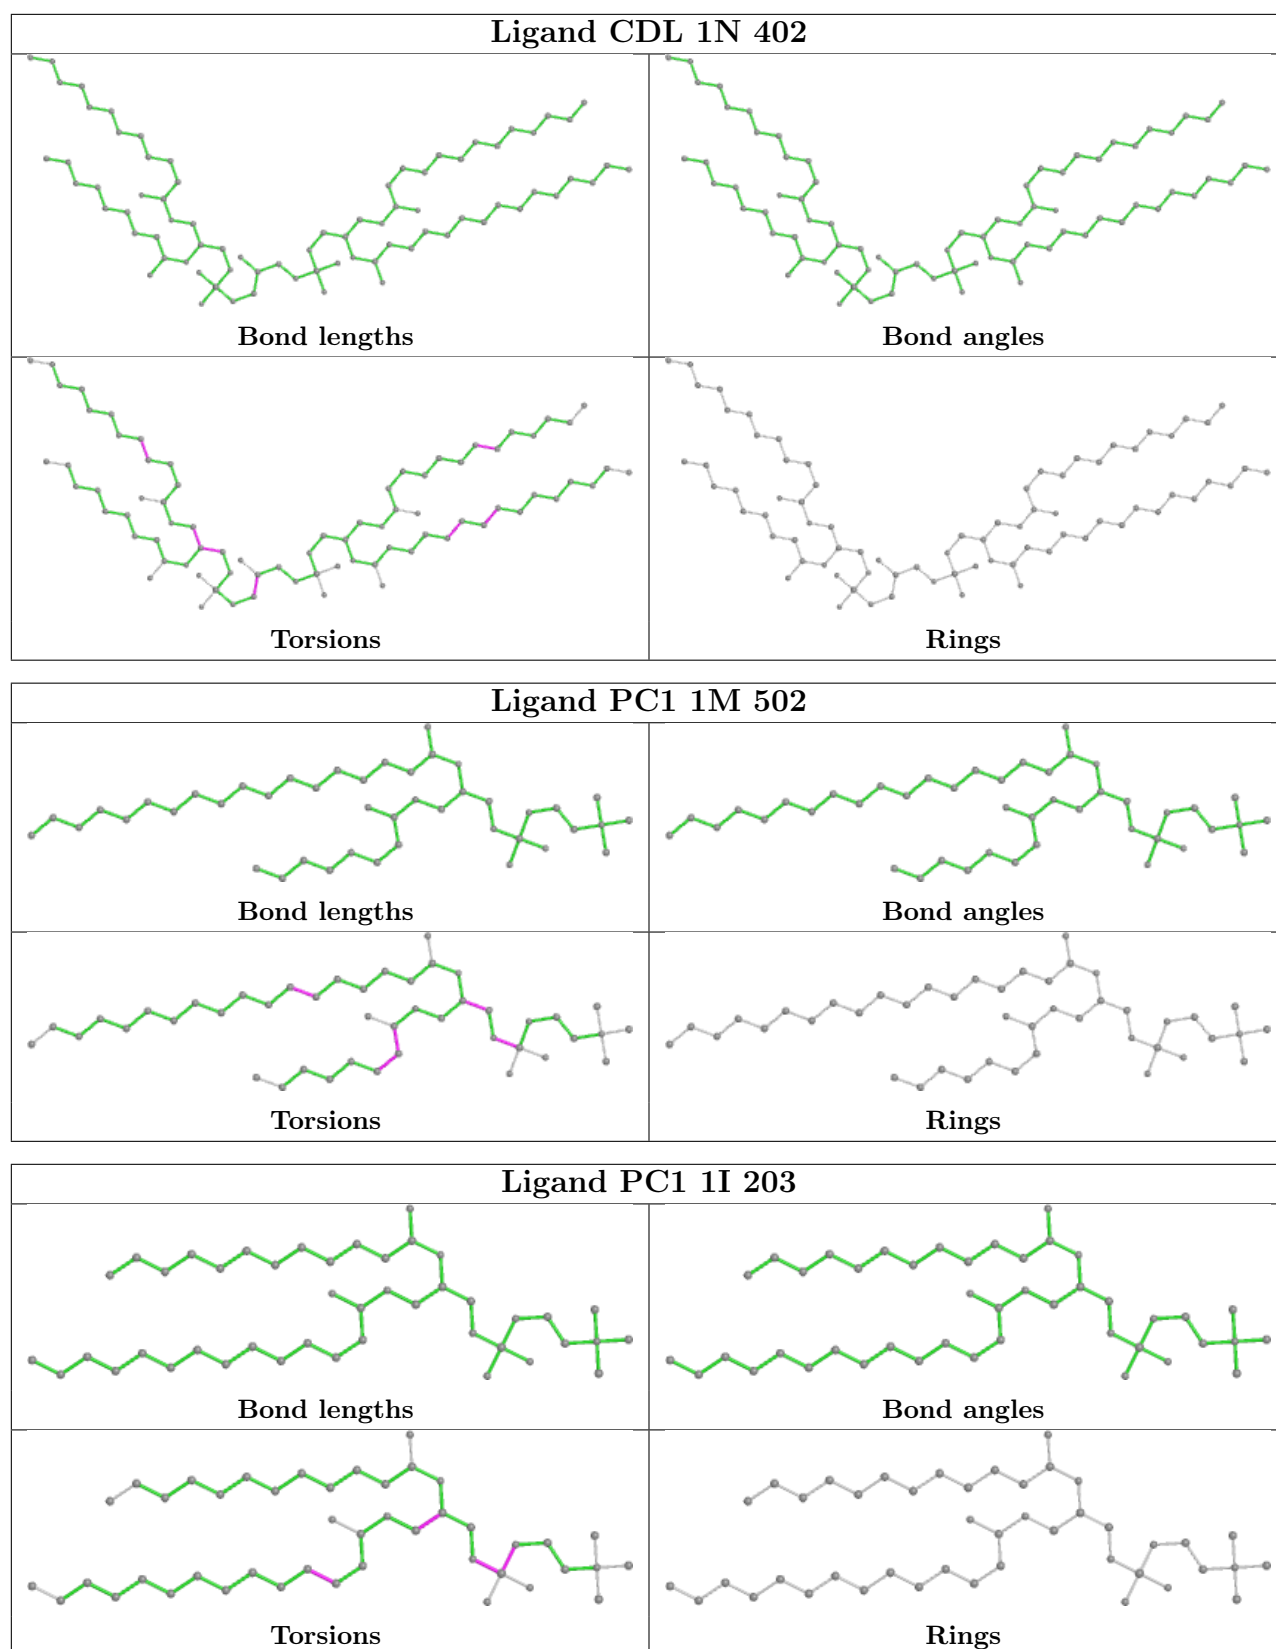 Ligand CDL 1N 402
Bond lengths
Bond angles
Torsions
Rings
Ligand PC1 1M 502
Bond lengths
Bond angles
Torsions
Rings
Ligand PC1 1I 203
Bond lengths
Bond angles
Torsions
Rings